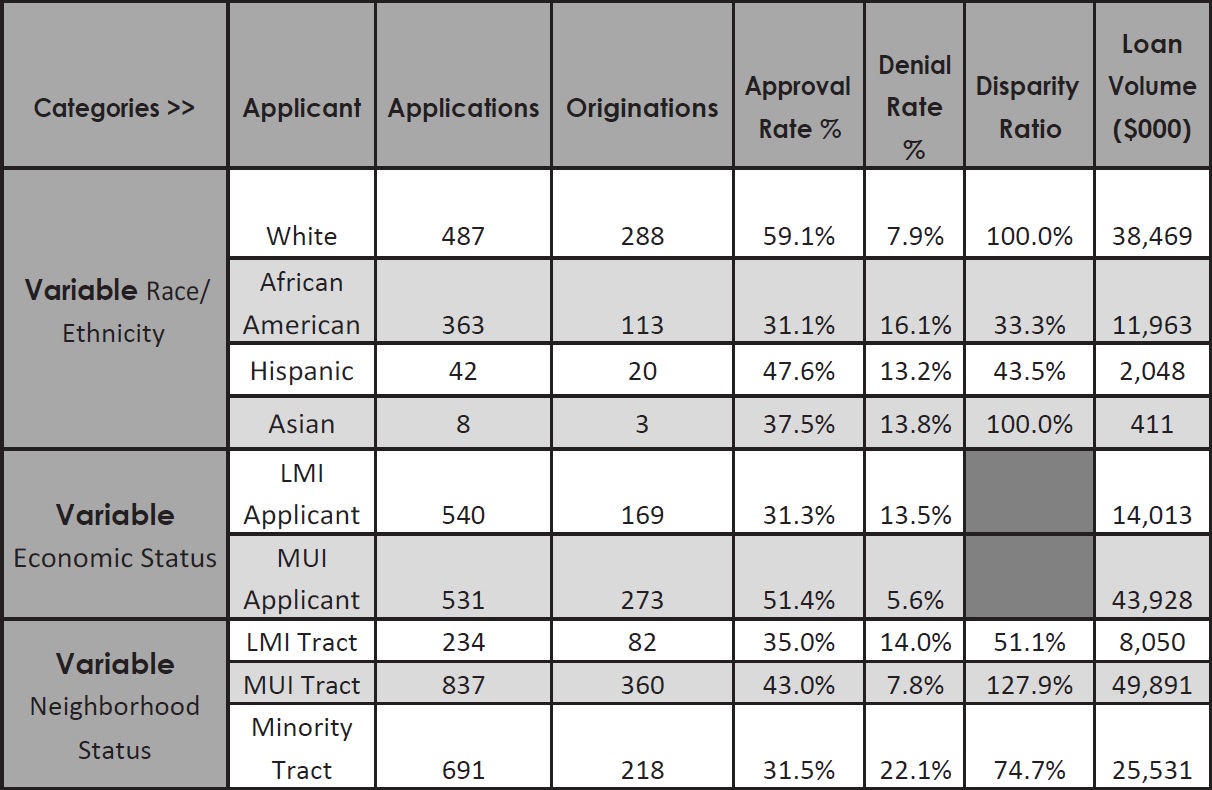 Categories >> Applicant Applications Originations Approval Rate % Denial Rate % Disparity Ratio Loan Volume ($000)
Variable Race/ Ethnicity
White 487 288 59.1% 7.9% 100.0% 38,469
African American 363 113 31.1% 16.1% 33.3% 11,963
Hispanic 42 20 47.6% 13.2% 43.5% 2,048
Asian 8 3 37.5% 13.8% 100.0% 411
Variable Economic Status
LMI Applicant 540 169 31.3% 13.5% 14,013
MUI Applicant 531 273 51.4% 5.6% 43,928
Variable Neighborhood Status
LMI Tract 234 82 35.0% 14.0% 51.1% 8,050
MUI Tract 837 360 43.0% 7.8% 127.9% 49,891
Minority Tract 691 218 31.5% 22.1% 74.7% 25,531